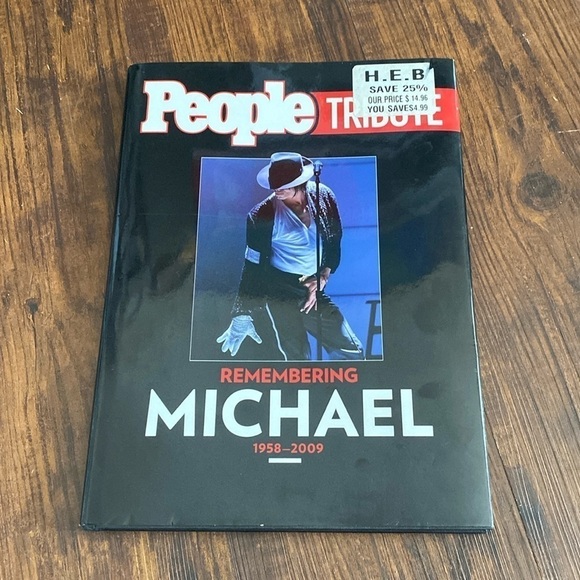 People TRIBUTE
H.E.B
SAVE 25%
OUR PRICE $ 14.96
YOU SAVE$4.99
REMEMBERING
MICHAEL
1958–2009